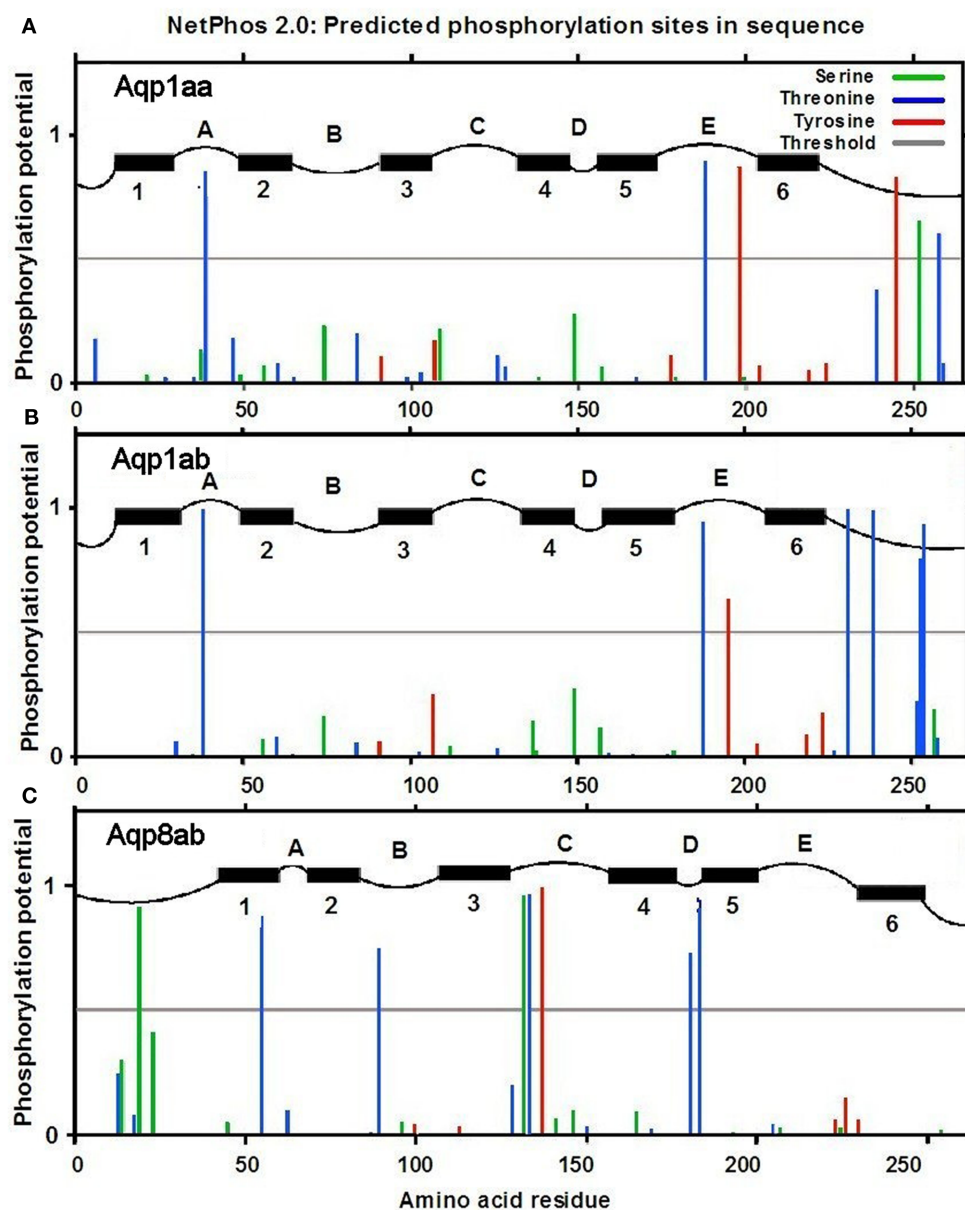 A
NetPhos 2.0: Predicted phosphorylation sites in sequence
Phosphorylation potential
Aqp1aa
Serine
Threonine
Tyrosine
Threshold
A B C D E
1 2 3 4 5 6
1
0
0 50 100 150 200 250
B
Phosphorylation potential
Aqp1ab
A B C D E
1 2 3 4 5 6
1
0
0 50 100 150 200 250
C
Phosphorylation potential
Aqp8ab
A B C D E
1 2 3 4 5 6
1
0
0 50 100 150 200 250
Amino acid residue